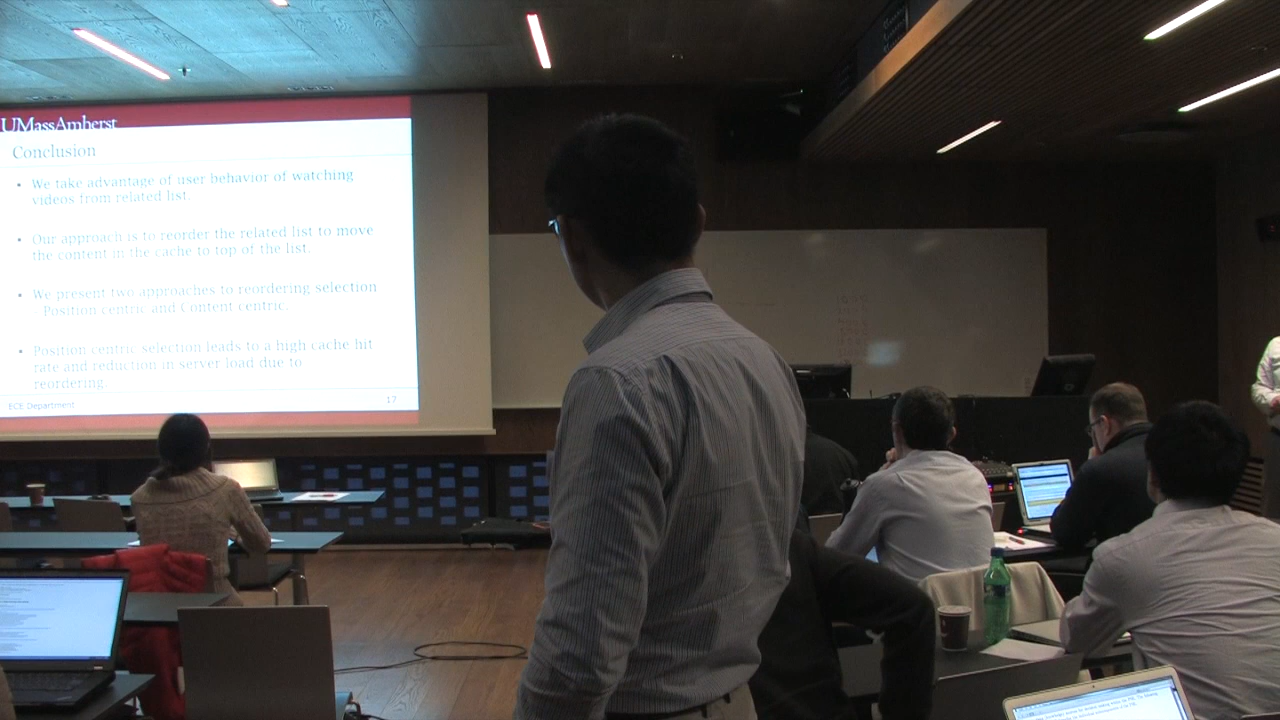 UMassAmherst
Conclusion
• We take advantage of user behavior of watching
videos from related list.
• Our approach is to reorder the related list to move
the content in the cache to top of the list.
• We present two approaches to reordering selection
- Position centric and Content centric.
• Position centric selection leads to a high cache hit
rate and reduction in server load due to
reordering.
ECE Department 17